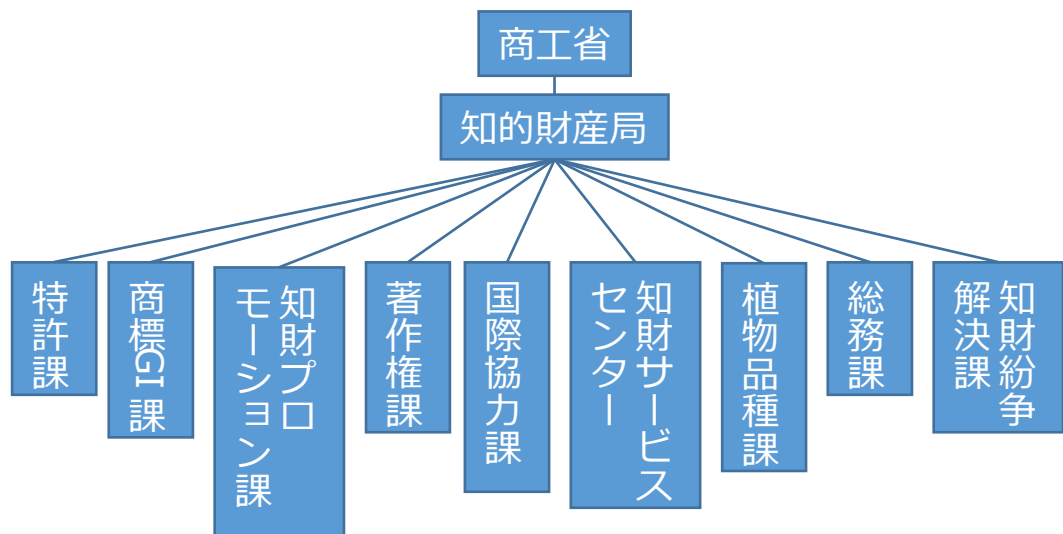 商工省
知的財産局
特許課
商標GI課
知財プロ
モーション課
著作権課
国際協力課
知財サービス
センター
植物品種課
総務課
知財紛争
解決課